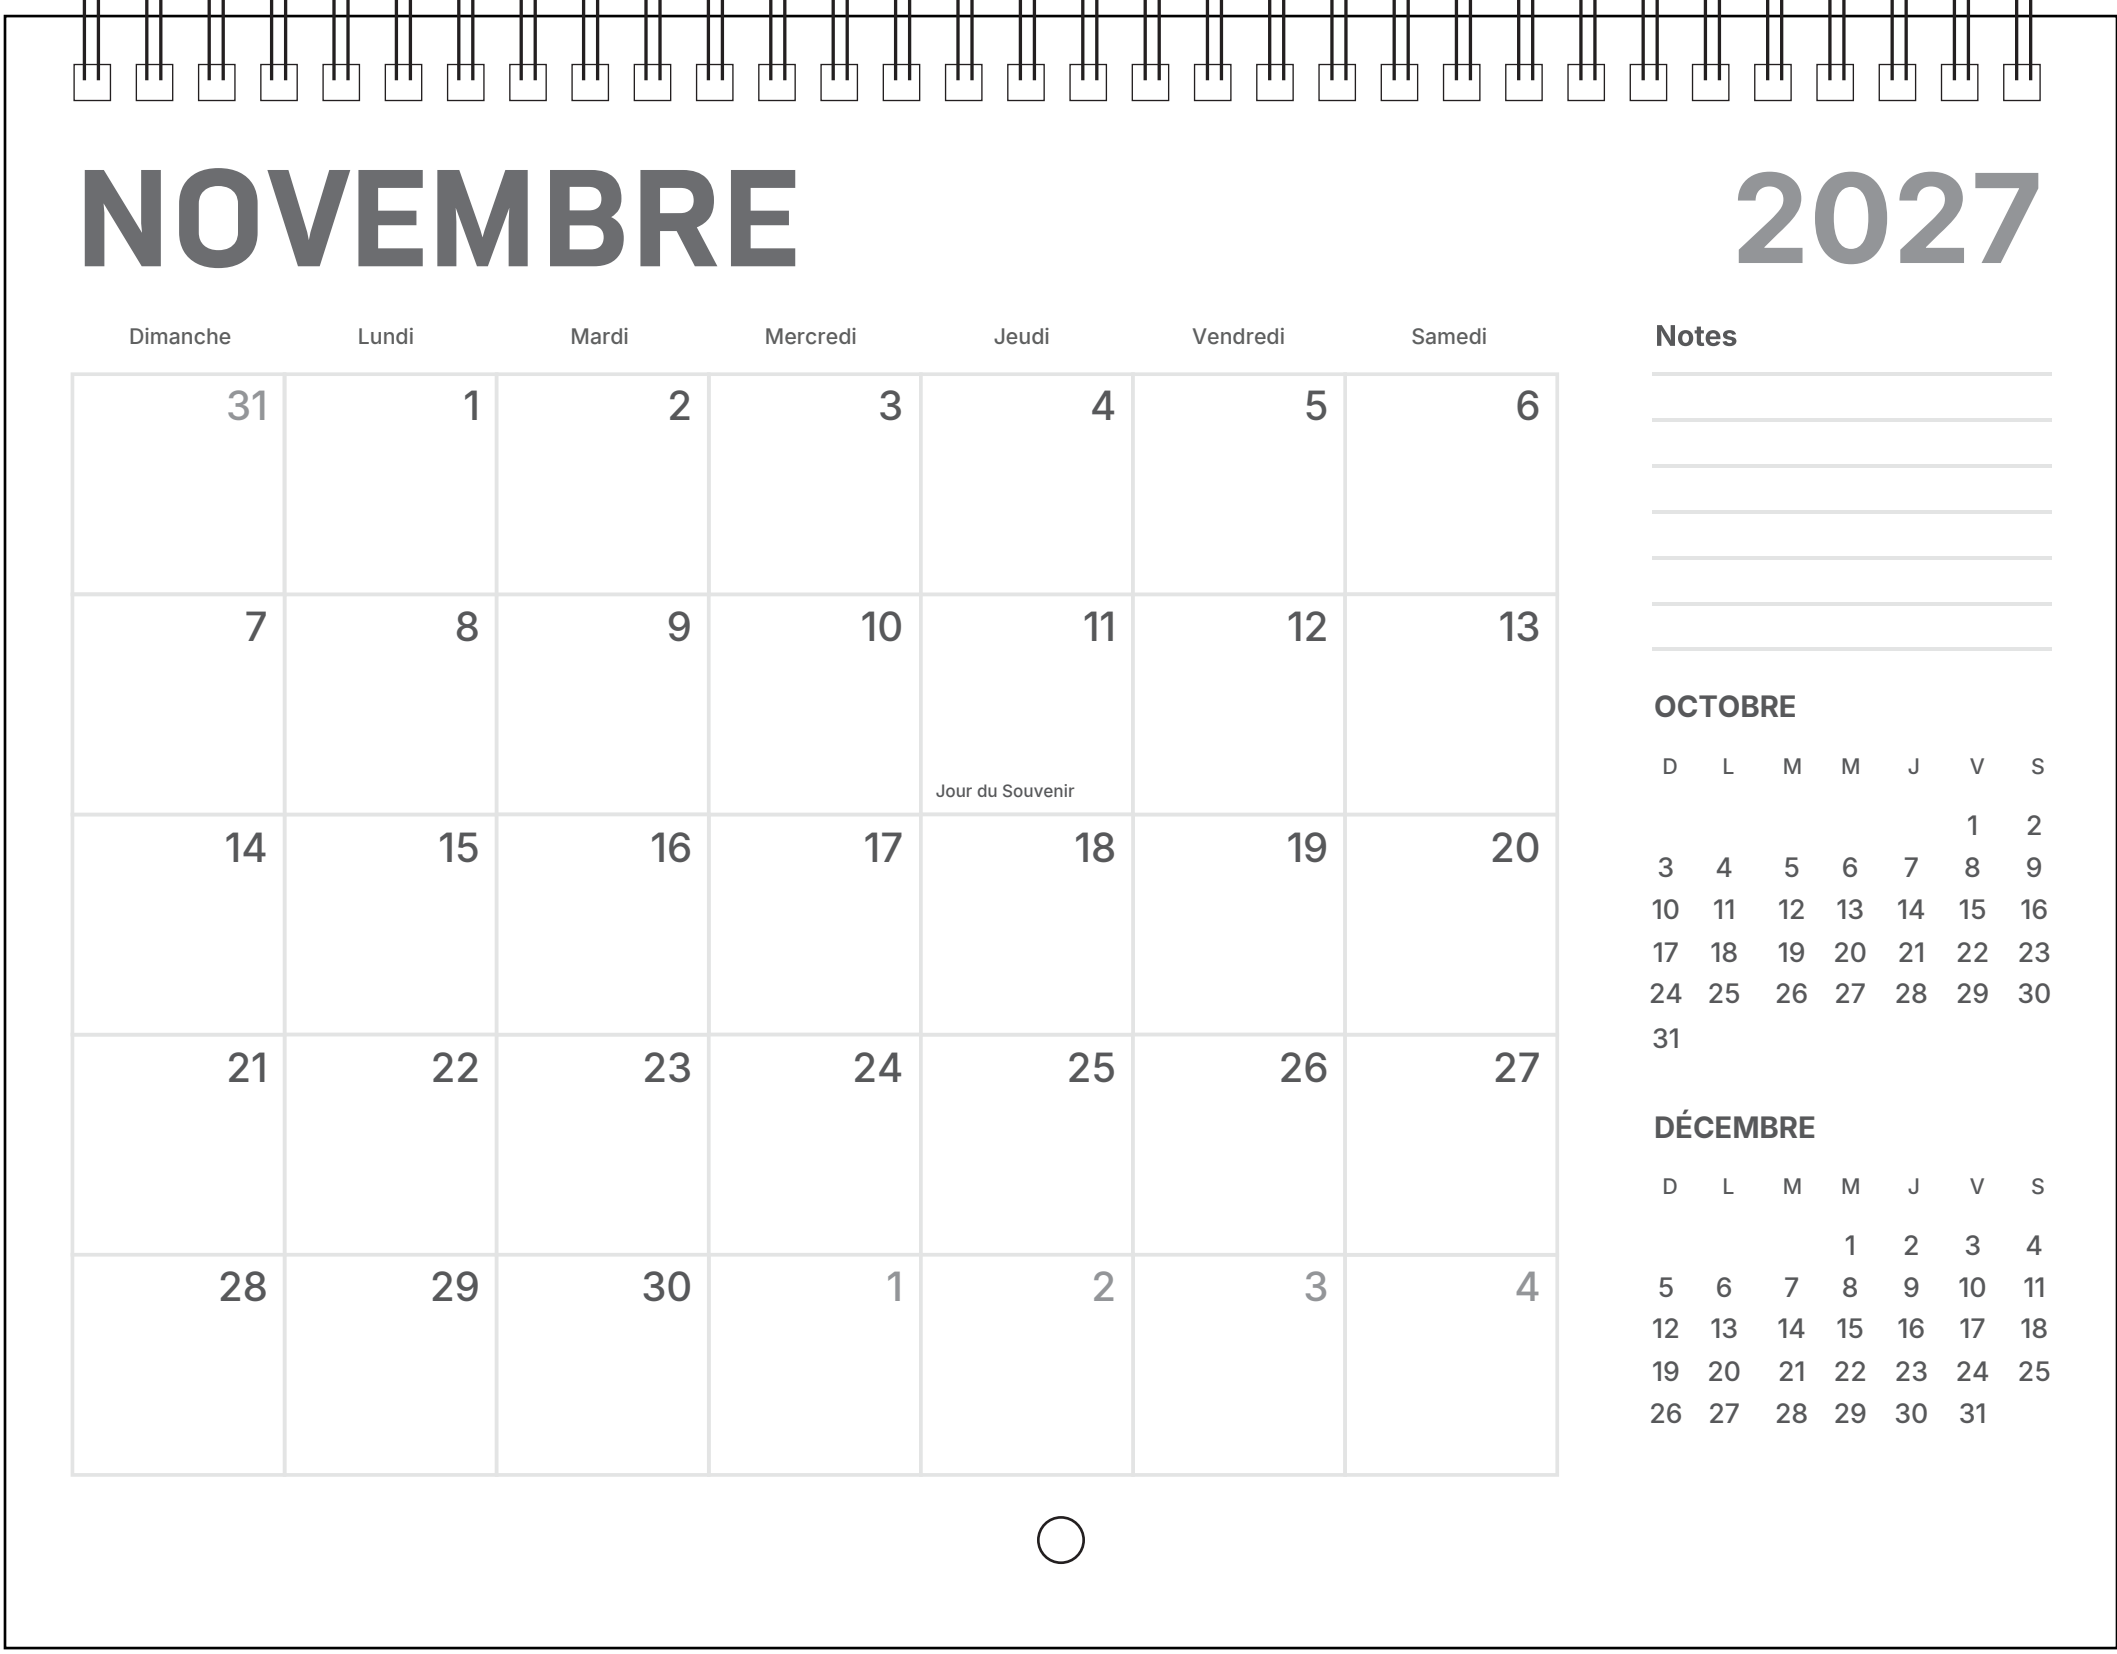 NOVEMBRE 2027
Dimanche Lundi Mardi Mercredi Jeudi Vendredi Samedi
31 1 2 3 4 5 6
7 8 9 10 11 12 13
Jour du Souvenir
14 15 16 17 18 19 20
21 22 23 24 25 26 27
28 29 30 1 2 3 4
Notes
OCTOBRE
D L M M J V S
1 2
3 4 5 6 7 8 9
10 11 12 13 14 15 16
17 18 19 20 21 22 23
24 25 26 27 28 29 30
31
DÉCEMBRE
D L M M J V S
1 2 3 4
5 6 7 8 9 10 11
12 13 14 15 16 17 18
19 20 21 22 23 24 25
26 27 28 29 30 31